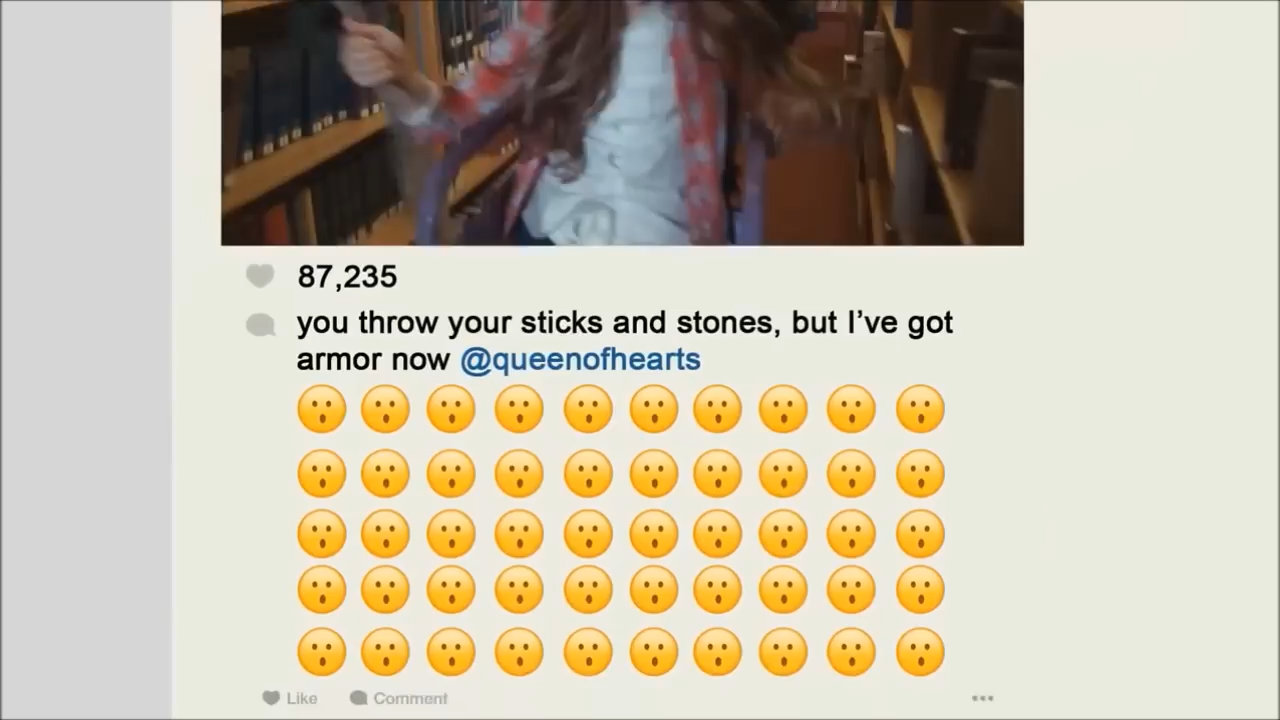 87,235
you throw your sticks and stones, but I’ve got
armor now @queenofhearts
😮😮😮😮😮😮😮😮😮😮
😮😮😮😮😮😮😮😮😮😮
😮😮😮😮😮😮😮😮😮😮
😮😮😮😮😮😮😮😮😮😮
😮😮😮😮😮😮😮😮😮😮
Like Comment •••